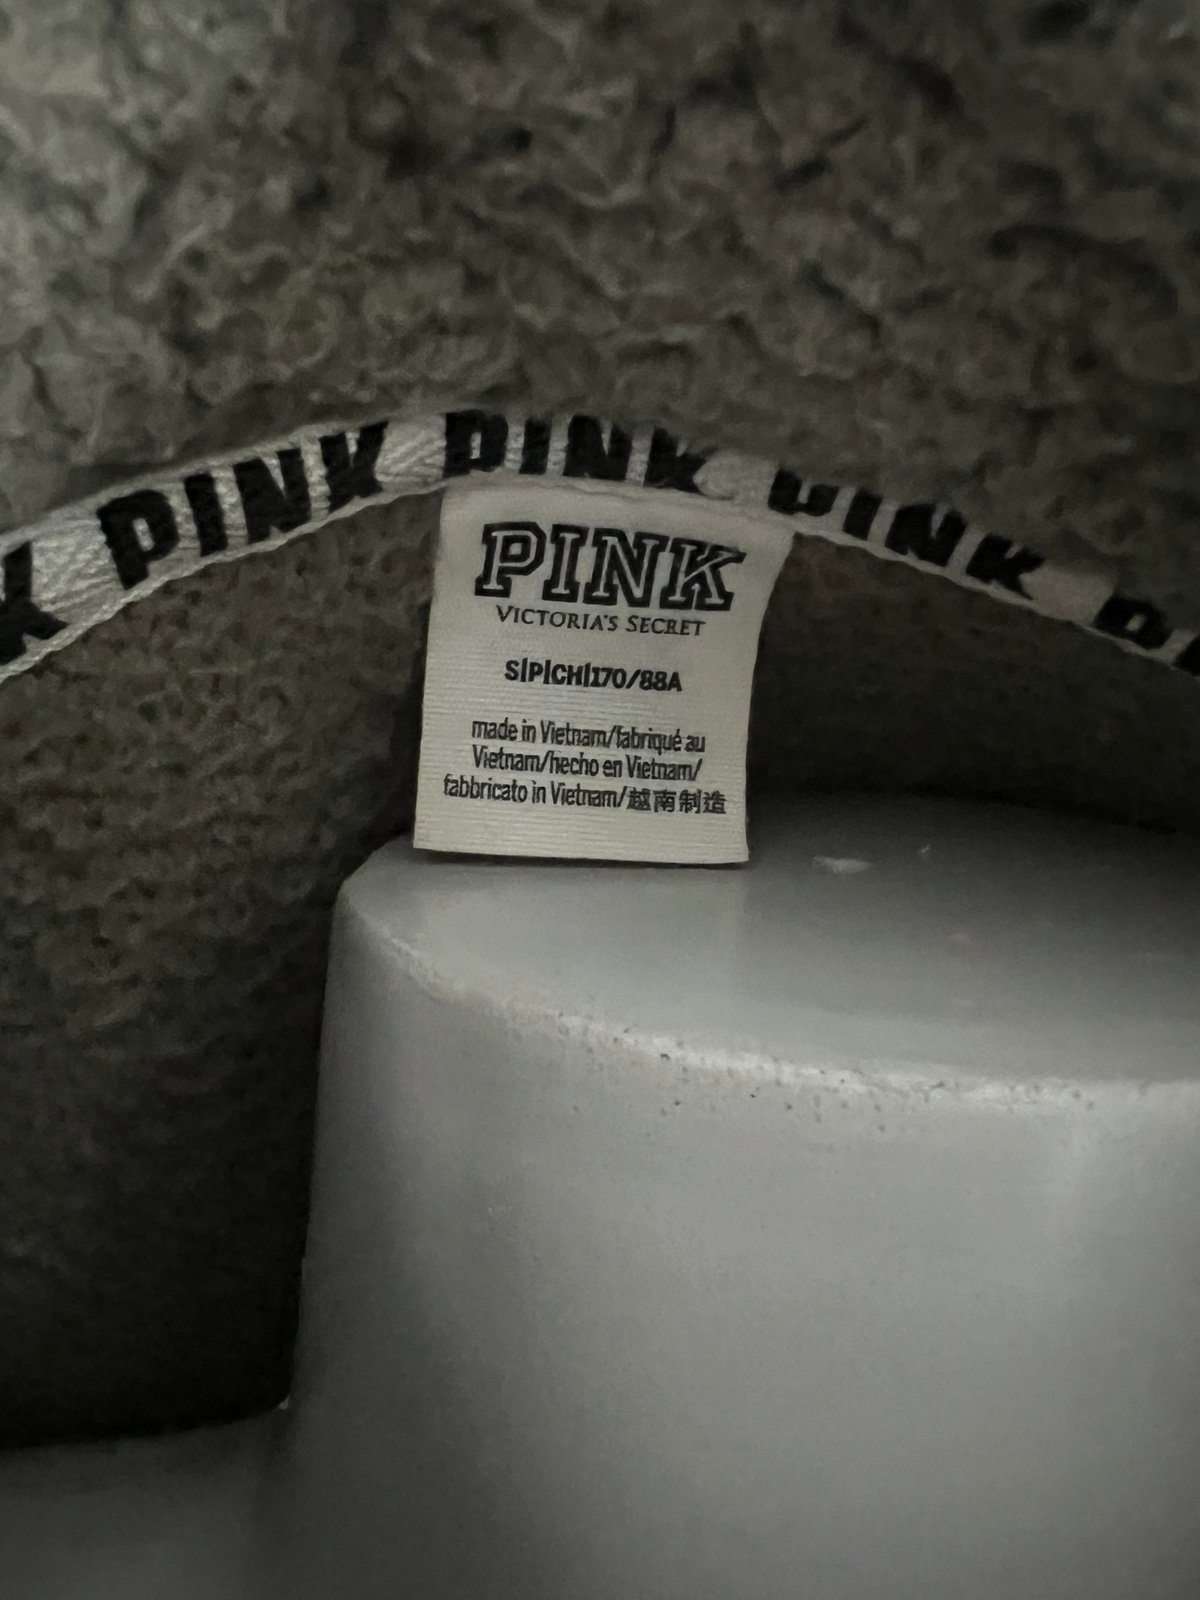 K PINK PINK PINK
PINK
VICTORIA'S SECRET
S|P|CH|170/88A
made in Vietnam/fabriqué au
Vietnam/hecho en Vietnam/
fabbricato in Vietnam/越南制造